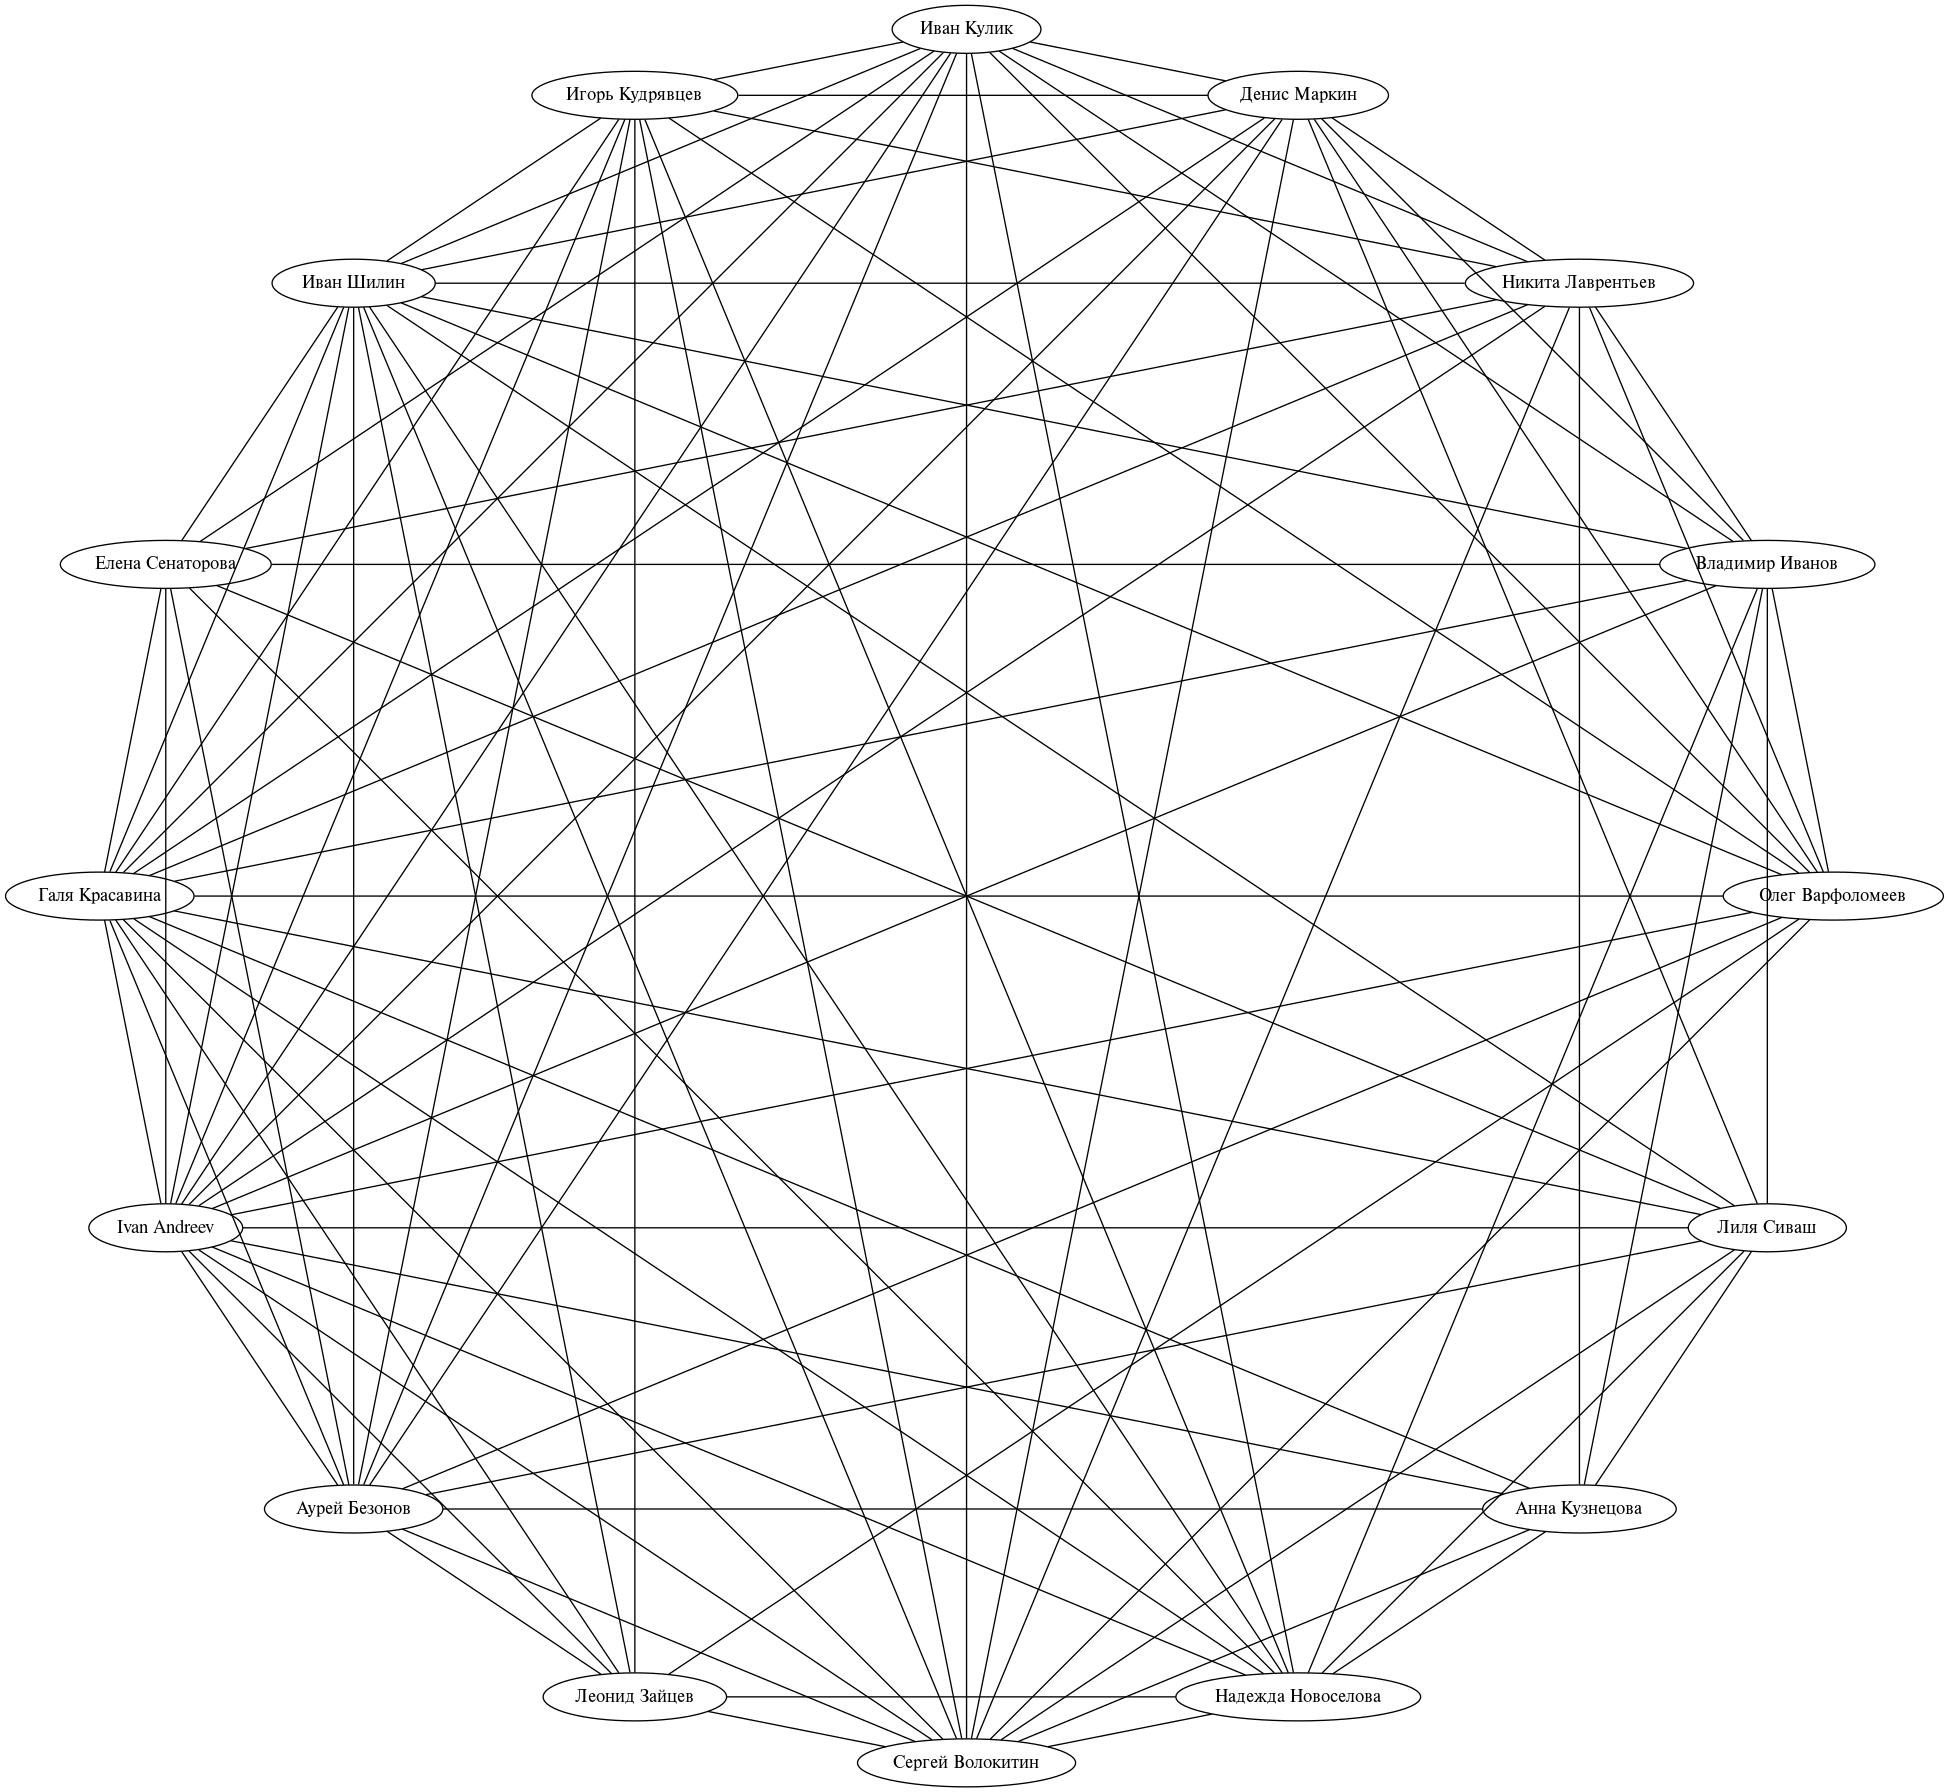 Иван Кулик
Игорь Кудрявцев
Денис Маркин
Иван Шилин
Никита Лаврентьев
Елена Сенаторова
Владимир Иванов
Галя Красавина
Олег Варфоломеев
Ivan Andreev
Лиля Сиваш
Аурей Безонов
Анна Кузнецова
Леонид Зайцев
Надежда Новоселова
Сергей Волокитин